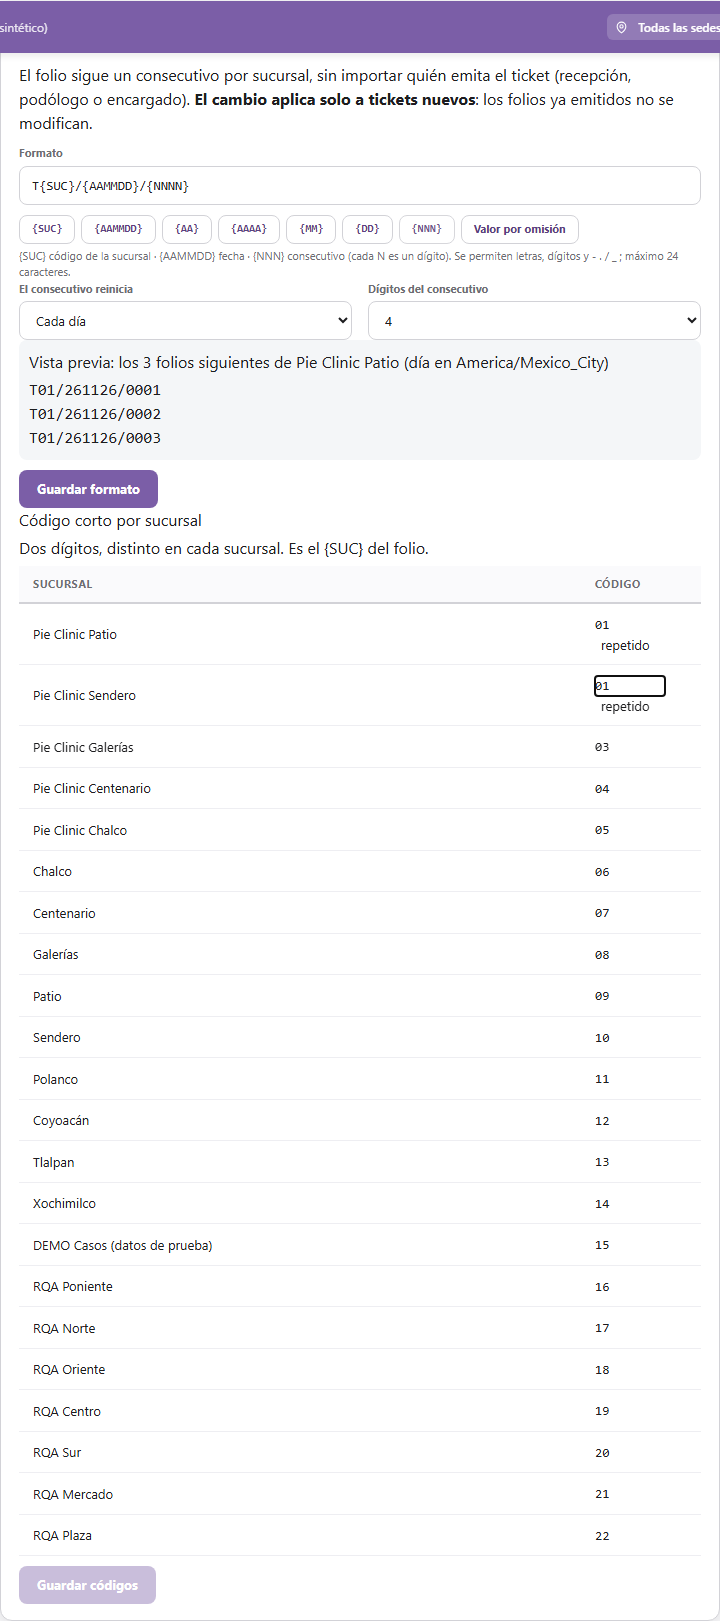 sintético)
Todas las sedes
El folio sigue un consecutivo por sucursal, sin importar quién emita el ticket (recepción,
podólogo o encargado). El cambio aplica solo a tickets nuevos: los folios ya emitidos no se
modifican.
Formato
T{SUC}/{AAMMDD}/{NNNN}
{SUC} {AAMMDD} {AA} {AAAA} {MM} {DD} {NNN} Valor por omisión
{SUC} código de la sucursal · {AAMMDD} fecha · {NNN} consecutivo (cada N es un dígito). Se permiten letras, dígitos y - . / _ ; máximo 24
caracteres.
El consecutivo reinicia Dígitos del consecutivo
Cada día 4
Vista previa: los 3 folios siguientes de Pie Clinic Patio (día en America/Mexico_City)
T01/261126/0001
T01/261126/0002
T01/261126/0003
Guardar formato
Código corto por sucursal
Dos dígitos, distinto en cada sucursal. Es el {SUC} del folio.
SUCURSAL CÓDIGO
Pie Clinic Patio 01
repetido
Pie Clinic Sendero 01
repetido
Pie Clinic Galerías 03
Pie Clinic Centenario 04
Pie Clinic Chalco 05
Chalco 06
Centenario 07
Galerías 08
Patio 09
Sendero 10
Polanco 11
Coyoacán 12
Tlalpan 13
Xochimilco 14
DEMO Casos (datos de prueba) 15
RQA Poniente 16
RQA Norte 17
RQA Oriente 18
RQA Centro 19
RQA Sur 20
RQA Mercado 21
RQA Plaza 22
Guardar códigos